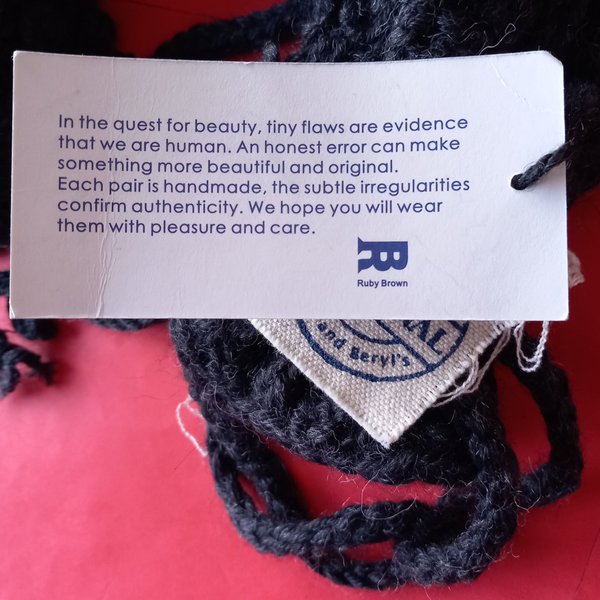 In the quest for beauty, tiny flaws are evidence
that we are human. An honest error can make
something more beautiful and original.
Each pair is handmade, the subtle irregularities
confirm authenticity. We hope you will wear
them with pleasure and care.
Ruby Brown
and Beryl's